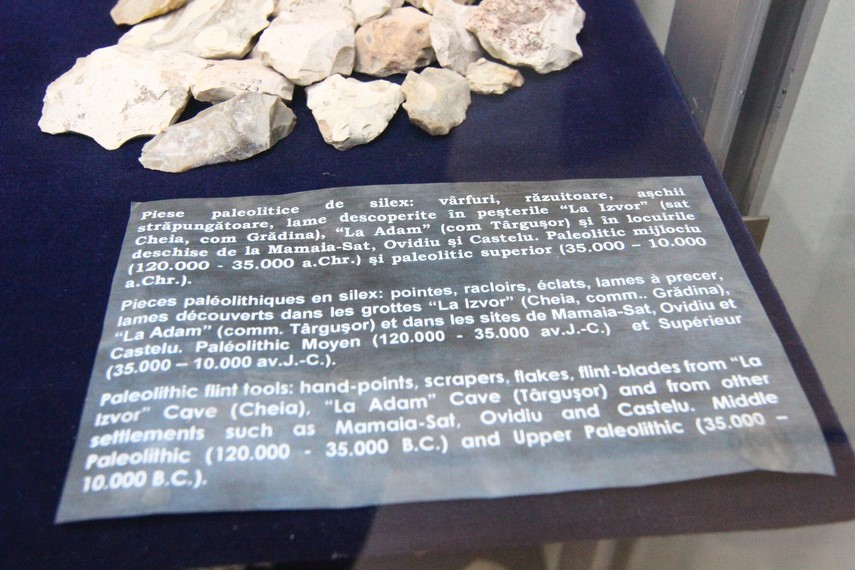 Piese paleolitice de silex: vârfuri, răzuitoare, așchii
străpungătoare, lame descoperite în peșterile "La Izvor" (sat
Cheia, com Grădina), "La Adam" (com Târgușor) și în locuirile
deschise de la Mamaia-Sat, Ovidiu și Castelu. Paleolitic mijlociu
(120.000 - 35.000 a.Chr.) și paleolitic superior (35.000 - 10.000
a.Chr.).
Pieces paléolithiques en silex: pointes, racloirs, éclats, lames à precer,
lames découverts dans les grottes "La Izvor" (Cheia, comm.. Grădina),
"La Adam" (comm. Târgușor) et dans les sites de Mamaia-Sat, Ovidiu et
Castelu. Paléolithic Moyen (120.000 - 35.000 av.J.-C.) et Supérieur
(35.000 – 10.000 av.J.-C.).
Paleolithic flint tools: hand-points, scrapers, flakes, flint-blades from "La
Izvor" Cave (Cheia), "La Adam" Cave (Târgușor) and from other
settlements such as Mamaia-Sat, Ovidiu and Castelu. Middle
Paleolithic (120.000 - 35.000 B.C.) and Upper Paleolithic (35.000 –
10.000 B.C.).